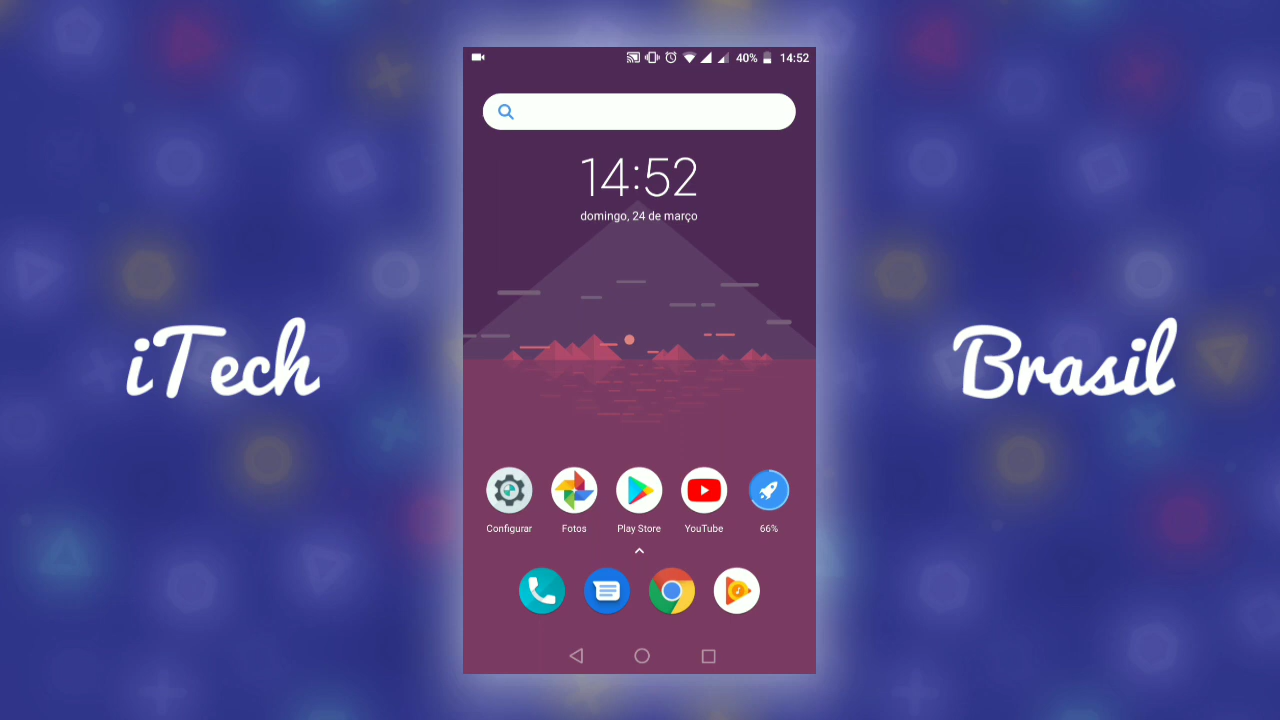 40% 14:52
14:52
domingo, 24 de março
iTech
Brasil
Configurar
Fotos
Play Store
YouTube
66%